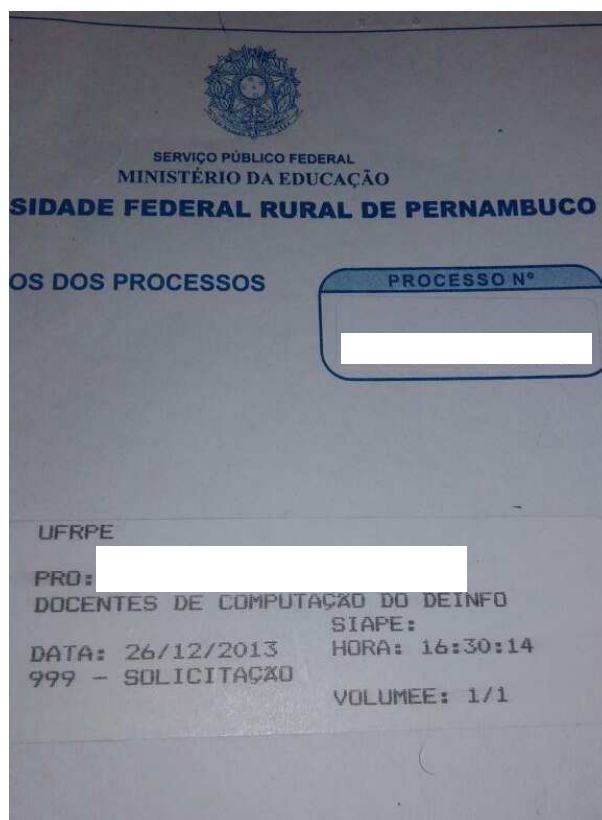 SERVIÇO PÚBLICO FEDERAL
MINISTÉRIO DA EDUCAÇÃO
SIDADE FEDERAL RURAL DE PERNAMBUCO
OS DOS PROCESSOS
PROCESSO Nº
UFRPE
PRO:
DOCENTES DE COMPUTAÇÃO DO DEINFO
SIAPE:
DATA: 26/12/2013 HORA: 16:30:14
999 - SOLICITAÇÃO
VOLUMEE: 1/1